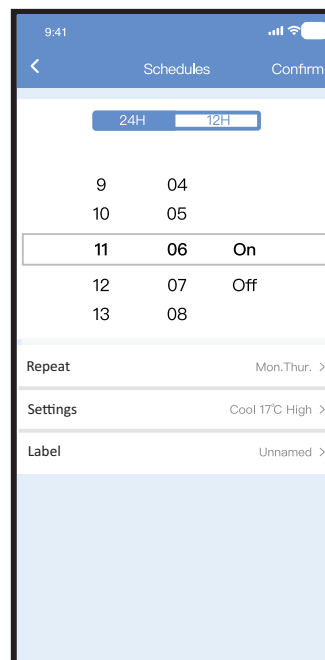 9:41
Schedules Confirm
24H 12H
9 04
10 05
11 06 On
12 07 Off
13 08
Repeat Mon.Thur. >
Settings Cool 17℃ High >
Label Unnamed >